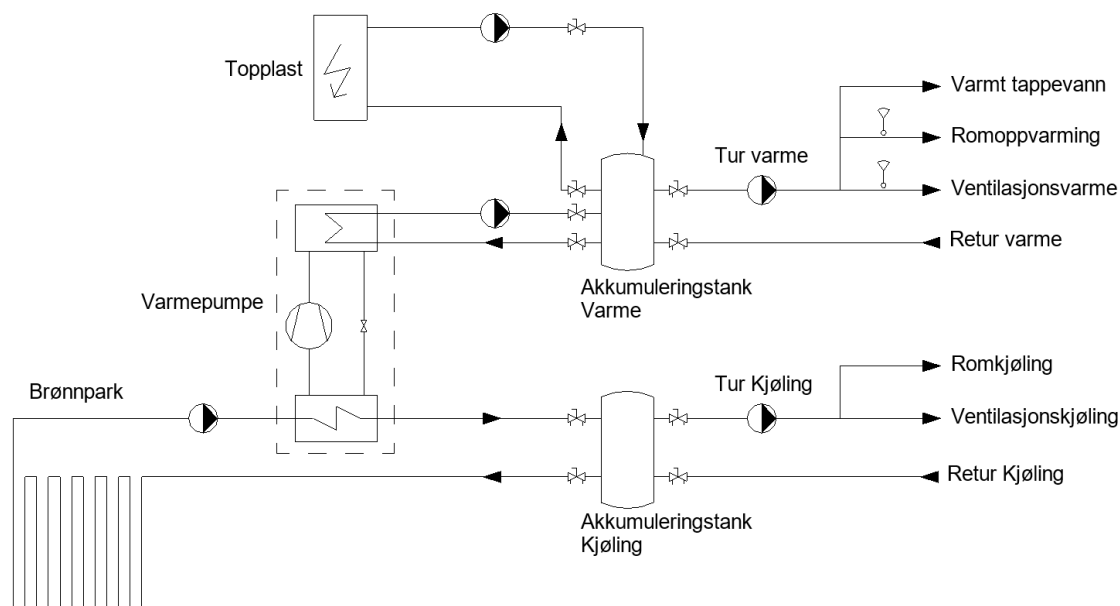 Topplast
Varmt tappevann
Romoppvarming
Tur varme
Ventilasjonsvarme
Retur varme
Akkumuleringstank
Varme
Varmepumpe
Romkjøling
Tur Kjøling
Brønnpark
Ventilasjonskjøling
Retur Kjøling
Akkumuleringstank
Kjøling